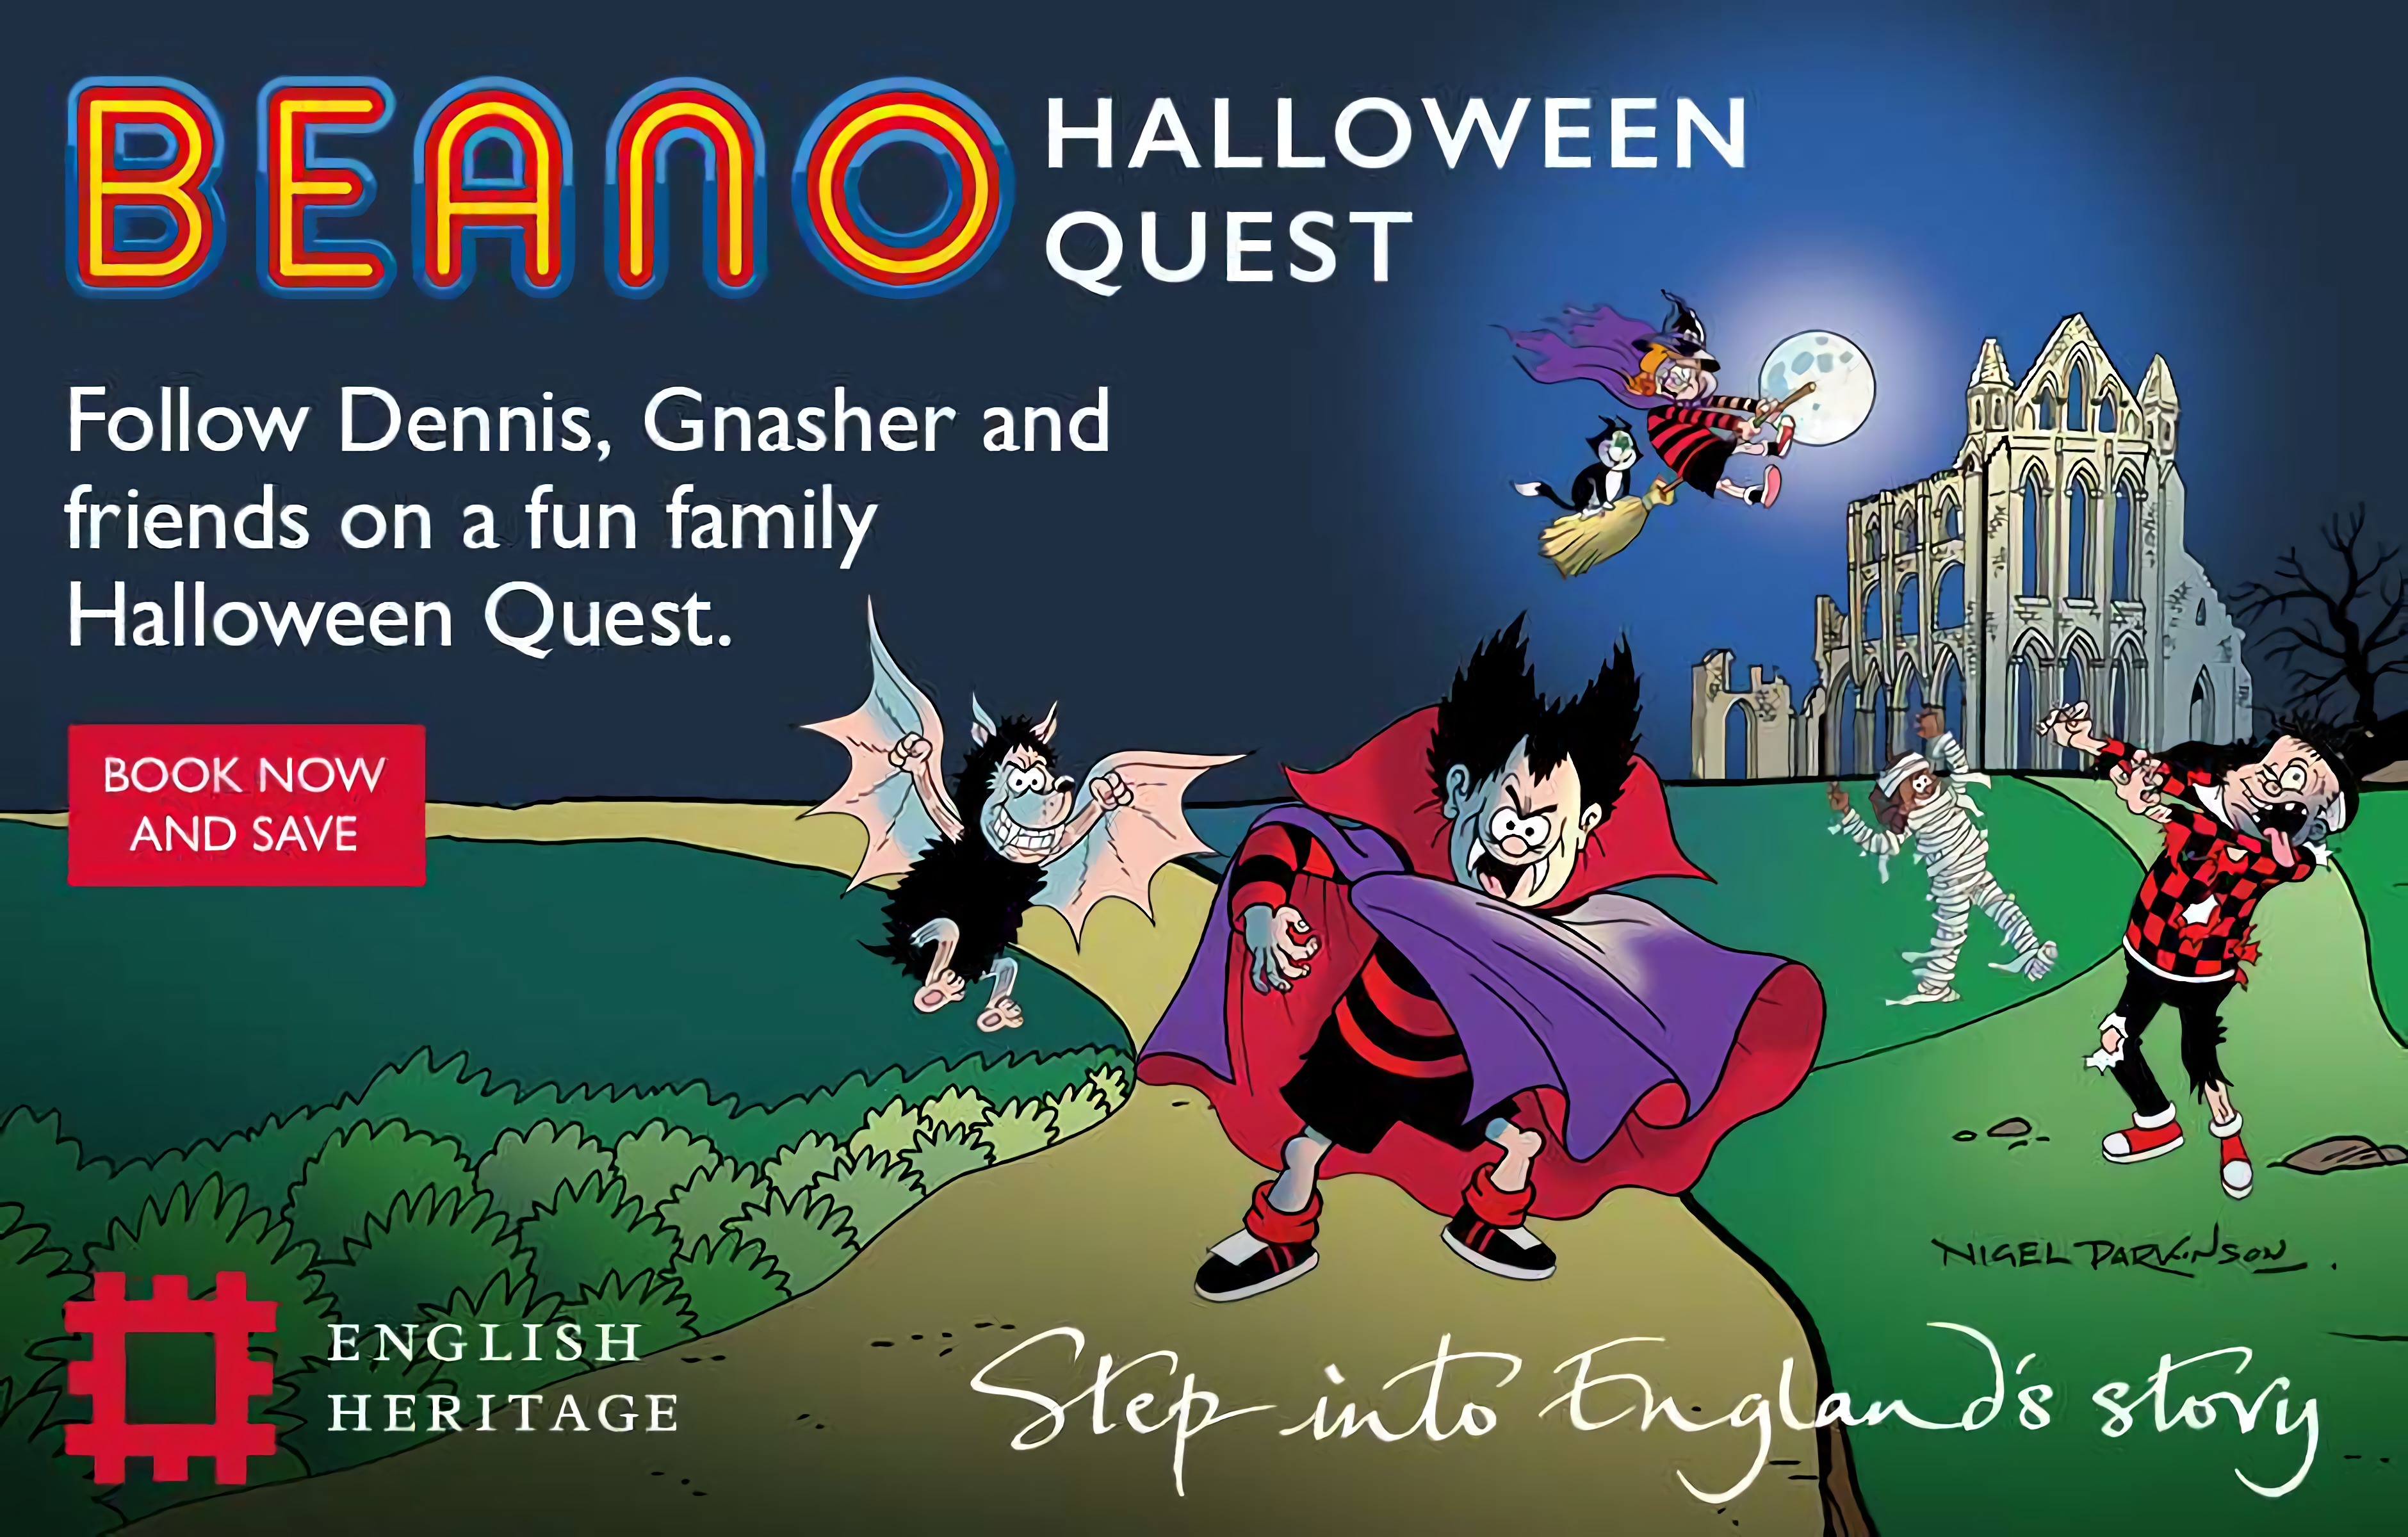 BEANO HALLOWEEN
QUEST
Follow Dennis, Gnasher and
friends on a fun family
Halloween Quest.
BOOK NOW
AND SAVE
NIGEL PARKINSON.
ENGLISH
HERITAGE
Step into England's story